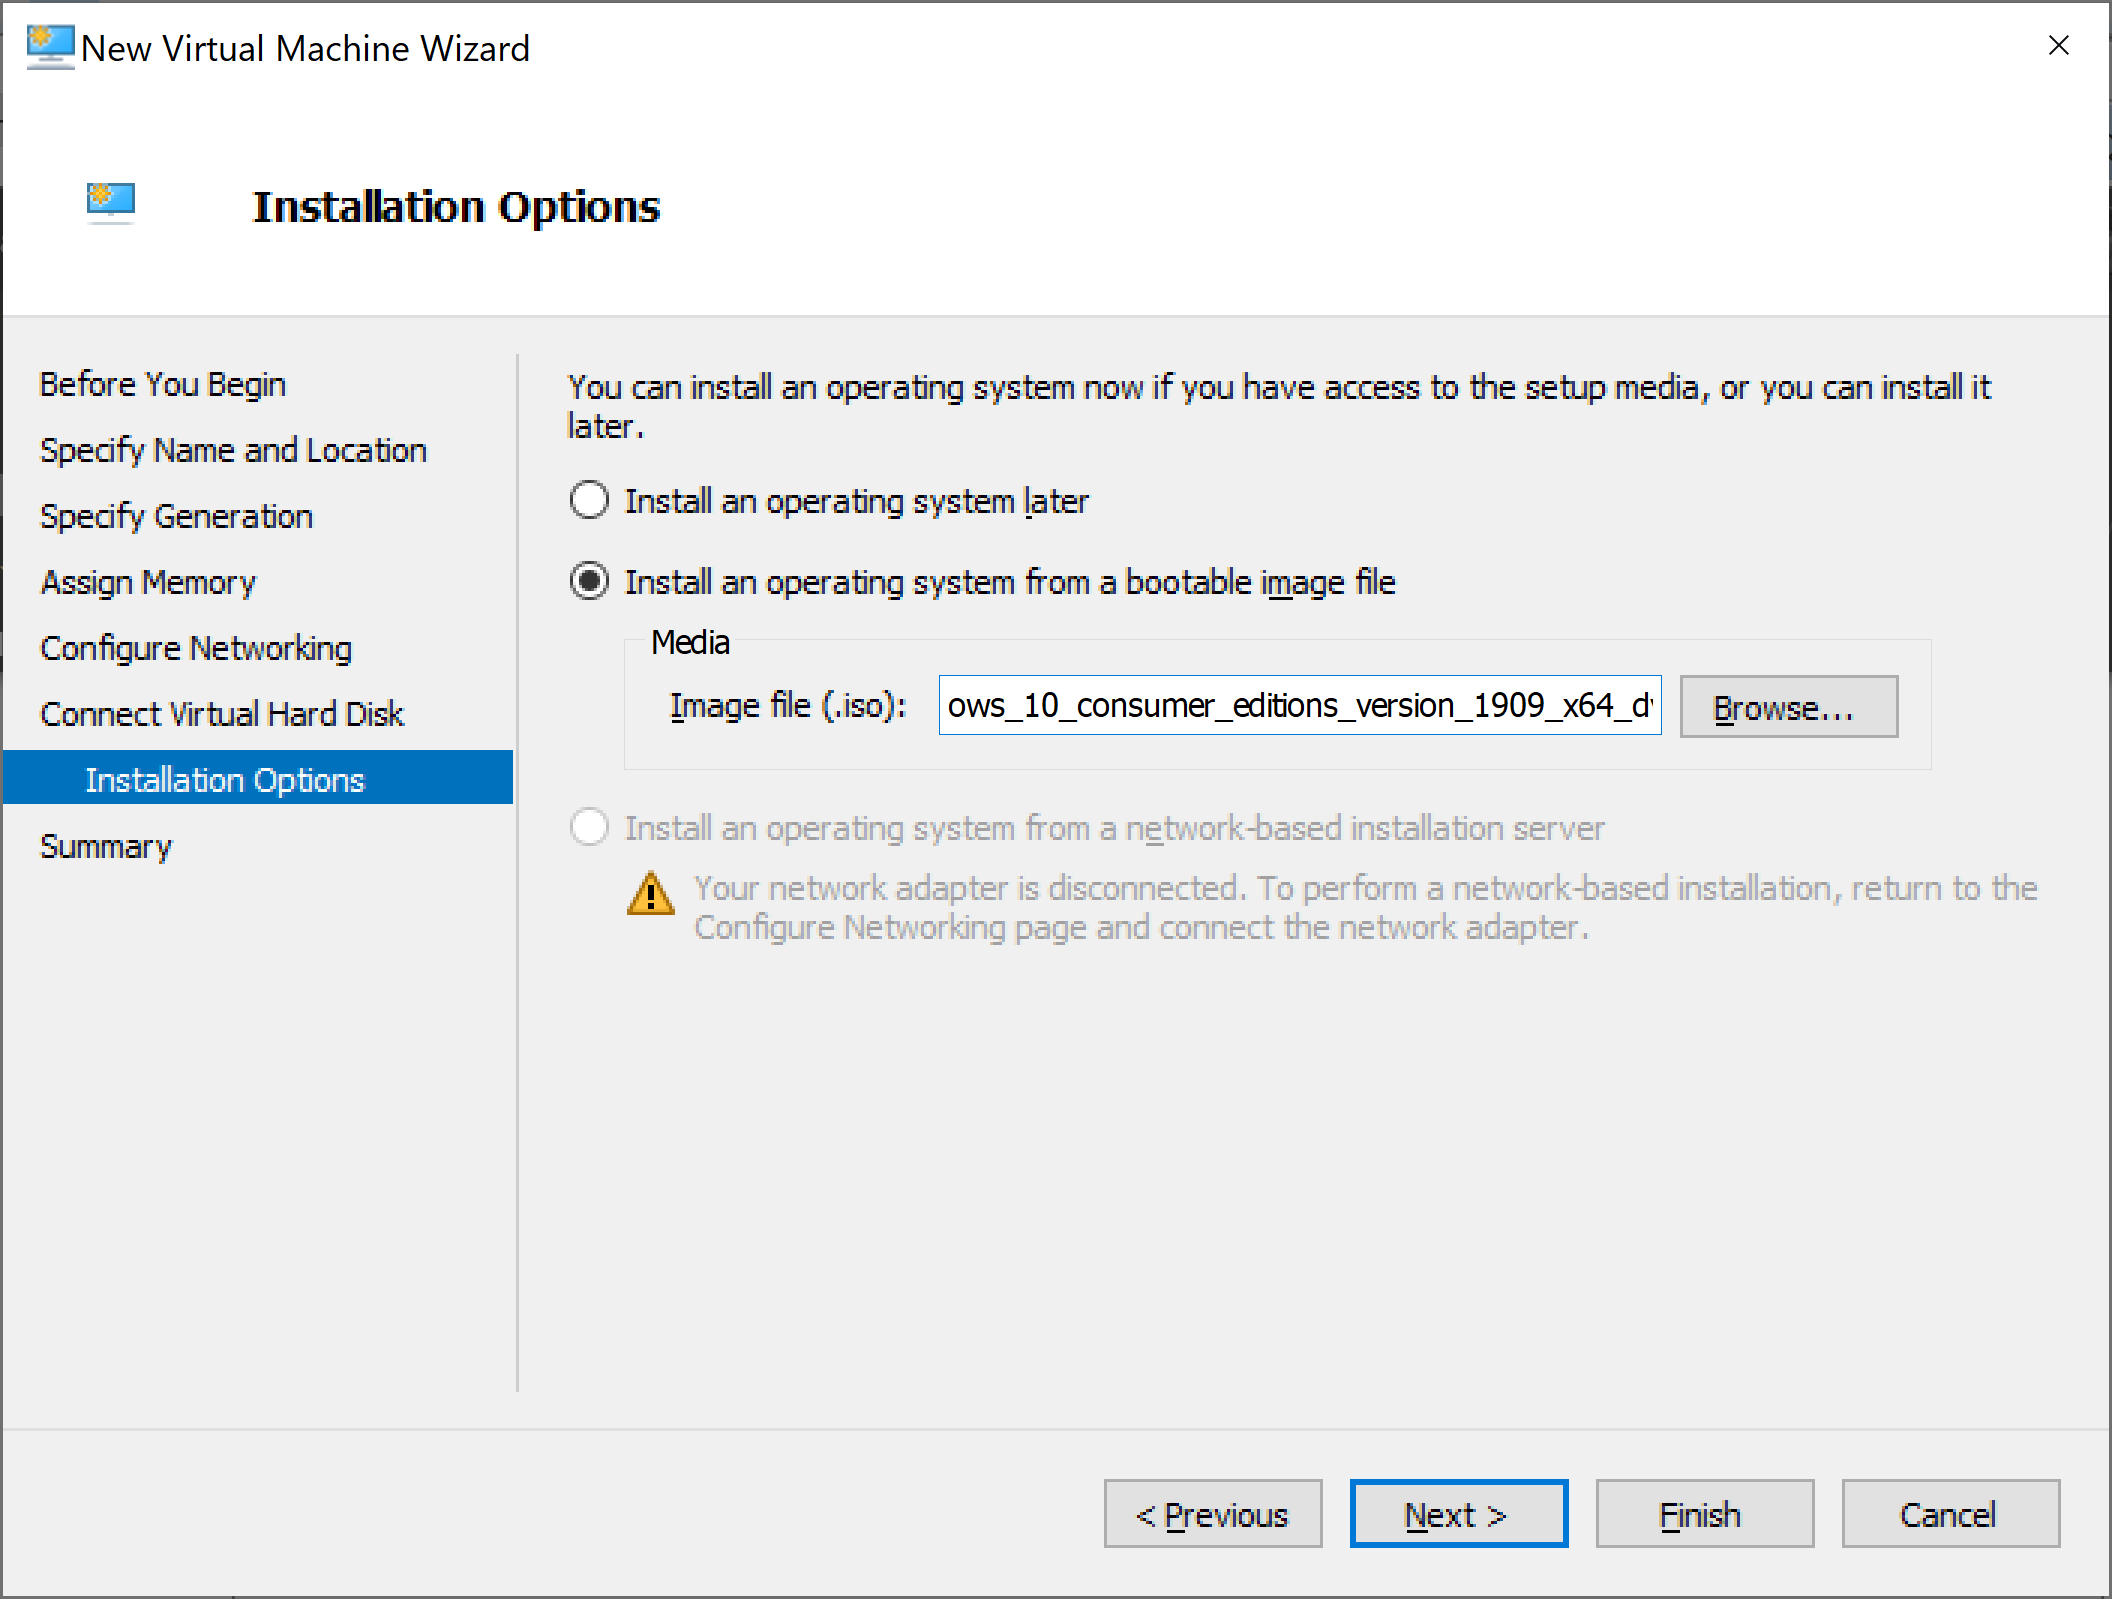 New Virtual Machine Wizard
Installation Options
Before You Begin
Specify Name and Location
Specify Generation
Assign Memory
Configure Networking
Connect Virtual Hard Disk
Installation Options
Summary
You can install an operating system now if you have access to the setup media, or you can install it
later.
Install an operating system later
Install an operating system from a bootable image file
Media
Image file (.iso): ows_10_consumer_editions_version_1909_x64_d
Browse...
Install an operating system from a network-based installation server
Your network adapter is disconnected. To perform a network-based installation, return to the
Configure Networking page and connect the network adapter.
< Previous
Next >
Finish
Cancel